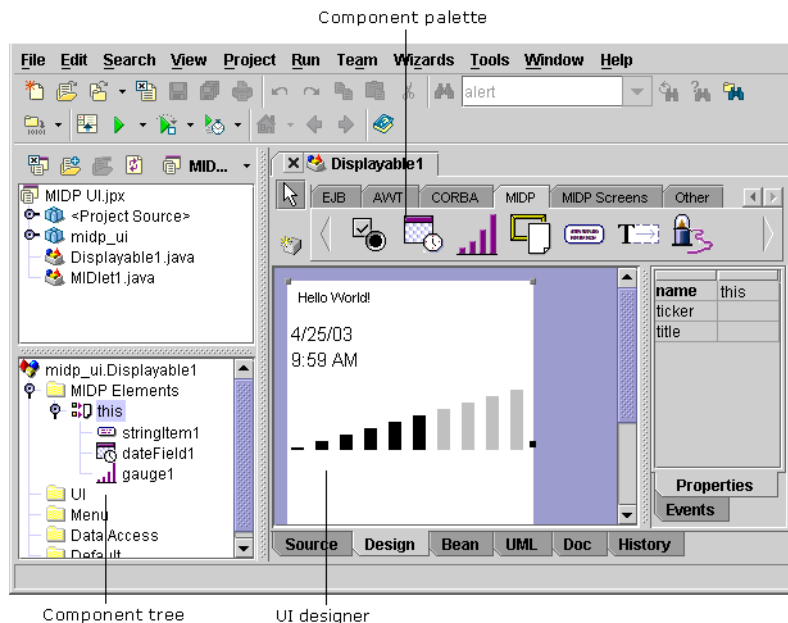 Component palette
File Edit Search View Project Run Team Wizards Tools Window Help
alert
MID...
Displayable1
EJB AWT CORBA MIDP MIDP Screens Other
MIDP UI.jpx
<Project Source>
midp_ui
Displayable1.java
MIDlet1.java
Hello World!
4/25/03
9:59 AM
name this
ticker
title
midp_ui.Displayable1
MIDP Elements
this
stringItem1
dateField1
gauge1
UI
Menu
Data Access
Default
Properties
Events
Source Design Bean UML Doc History
Component tree
UI designer